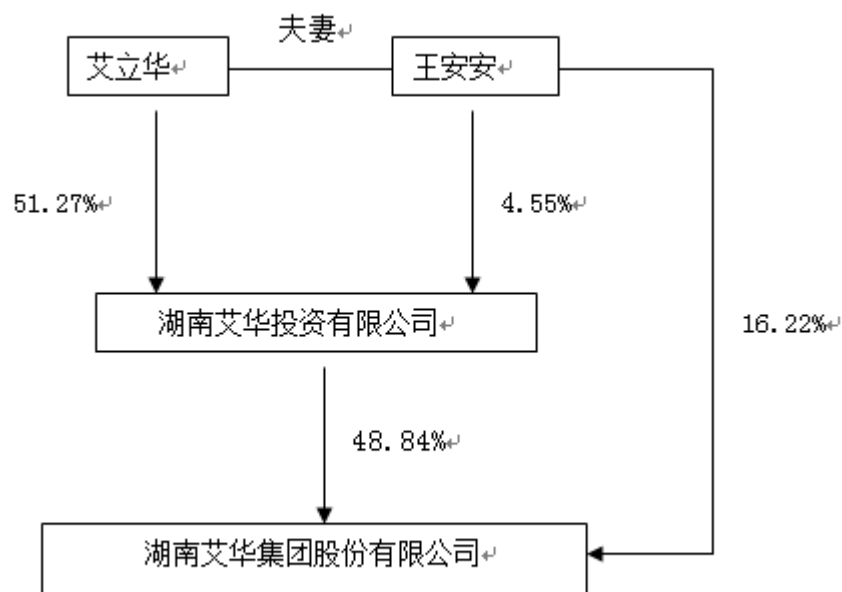 夫妻
艾立华
王安安
51.27%
4.55%
湖南艾华投资有限公司
16.22%
48.84%
湖南艾华集团股份有限公司